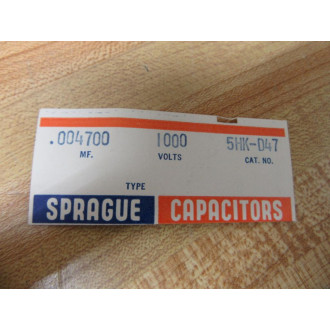 .004700 1000 5HK-D47
MF. VOLTS CAT. NO.
TYPE
SPRAGUE CAPACITORS